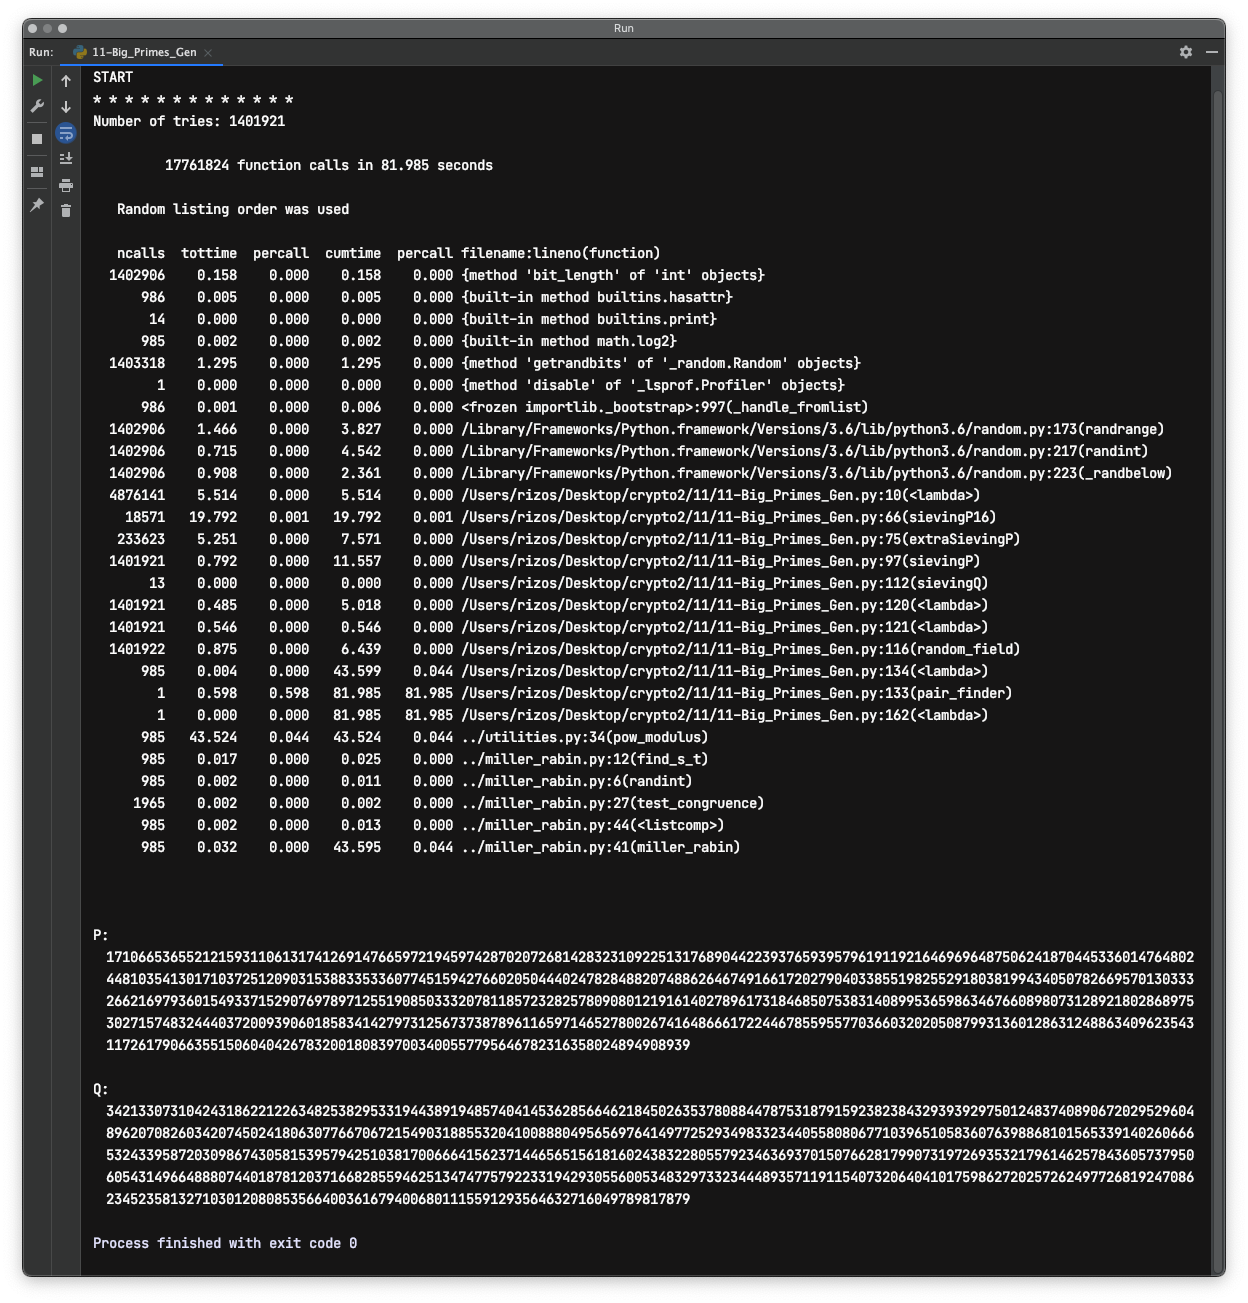 Run
Run: 11-Big_Primes_Gen
START
* * * * * * * * * * * * *
Number of tries: 1401921
17761824 function calls in 81.985 seconds
Random listing order was used
ncalls tottime percall cumtime percall filename:lineno(function)
1402906 0.158 0.000 0.158 0.000 {method 'bit_length' of 'int' objects}
986 0.005 0.000 0.005 0.000 {built-in method builtins.hasattr}
14 0.000 0.000 0.000 0.000 {built-in method builtins.print}
985 0.002 0.000 0.002 0.000 {built-in method math.log2}
1403318 1.295 0.000 1.295 0.000 {method 'getrandbits' of '_random.Random' objects}
1 0.000 0.000 0.000 0.000 {method 'disable' of '_lsprof.Profiler' objects}
986 0.001 0.000 0.006 0.000 <frozen importlib._bootstrap>:997(_handle_fromlist)
1402906 1.466 0.000 3.827 0.000 /Library/Frameworks/Python.framework/Versions/3.6/lib/python3.6/random.py:173(randrange)
1402906 0.715 0.000 4.542 0.000 /Library/Frameworks/Python.framework/Versions/3.6/lib/python3.6/random.py:217(randint)
1402906 0.908 0.000 2.361 0.000 /Library/Frameworks/Python.framework/Versions/3.6/lib/python3.6/random.py:223(_randbelow)
4876141 5.514 0.000 5.514 0.000 /Users/rizos/Desktop/crypto2/11/11-Big_Primes_Gen.py:10(<lambda>)
18571 19.792 0.001 19.792 0.001 /Users/rizos/Desktop/crypto2/11/11-Big_Primes_Gen.py:66(sievingP16)
233623 5.251 0.000 7.571 0.000 /Users/rizos/Desktop/crypto2/11/11-Big_Primes_Gen.py:75(extraSievingP)
1401921 0.792 0.000 11.557 0.000 /Users/rizos/Desktop/crypto2/11/11-Big_Primes_Gen.py:97(sievingP)
13 0.000 0.000 0.000 0.000 /Users/rizos/Desktop/crypto2/11/11-Big_Primes_Gen.py:112(sievingQ)
1401921 0.485 0.000 5.018 0.000 /Users/rizos/Desktop/crypto2/11/11-Big_Primes_Gen.py:120(<lambda>)
1401921 0.546 0.000 0.546 0.000 /Users/rizos/Desktop/crypto2/11/11-Big_Primes_Gen.py:121(<lambda>)
1401922 0.875 0.000 6.439 0.000 /Users/rizos/Desktop/crypto2/11/11-Big_Primes_Gen.py:116(random_field)
985 0.004 0.000 43.599 0.044 /Users/rizos/Desktop/crypto2/11/11-Big_Primes_Gen.py:134(<lambda>)
1 0.598 0.598 81.985 81.985 /Users/rizos/Desktop/crypto2/11/11-Big_Primes_Gen.py:133(pair_finder)
1 0.000 0.000 81.985 81.985 /Users/rizos/Desktop/crypto2/11/11-Big_Primes_Gen.py:162(<lambda>)
985 43.524 0.044 43.524 0.044 ../utilities.py:34(pow_modulus)
985 0.017 0.000 0.025 0.000 ../miller_rabin.py:12(find_s_t)
985 0.002 0.000 0.011 0.000 ../miller_rabin.py:6(randint)
1965 0.002 0.000 0.002 0.000 ../miller_rabin.py:27(test_congruence)
985 0.002 0.000 0.013 0.000 ../miller_rabin.py:44(<listcomp>)
985 0.032 0.000 43.595 0.044 ../miller_rabin.py:41(miller_rabin)
P:
1710665365521215931106131741269147665972194597428702072681428323109225131768904422393765939579619119216469696487506241870445336014764802
4481035413017103725120903153883353360774515942766020504440247828488207488626467491661720279040338551982552918038199434050782669570130333
2662169793601549337152907697897125519085033320781185723282578090801219161402789617318468507538314089953659863467660898073128921802868975
3027157483244403720093906018583414279731256737387896116597146527800267416486661722446785595577036603202050879931360128631248863409623543
1172617906635515060404267832001808397003400557795646782316358024894908939
Q:
3421330731042431862212263482538295331944389194857404145362856646218450263537808844787531879159238238432939392975012483740890672029529604
8962070826034207450241806307766706721549031885532041008880495656976414977252934983323440558080677103965105836076398868101565339140260666
5324339587203098674305815395794251038170066641562371446565156181602438322805579234636937015076628179907319726935321796146257843605737950
6054314966488807440187812037166828559462513474775792233194293055600534832973323444893571191154073206404101759862720257262497726819247086
2345235813271030120808535664003616794006801115591293564632716049789817879
Process finished with exit code 0